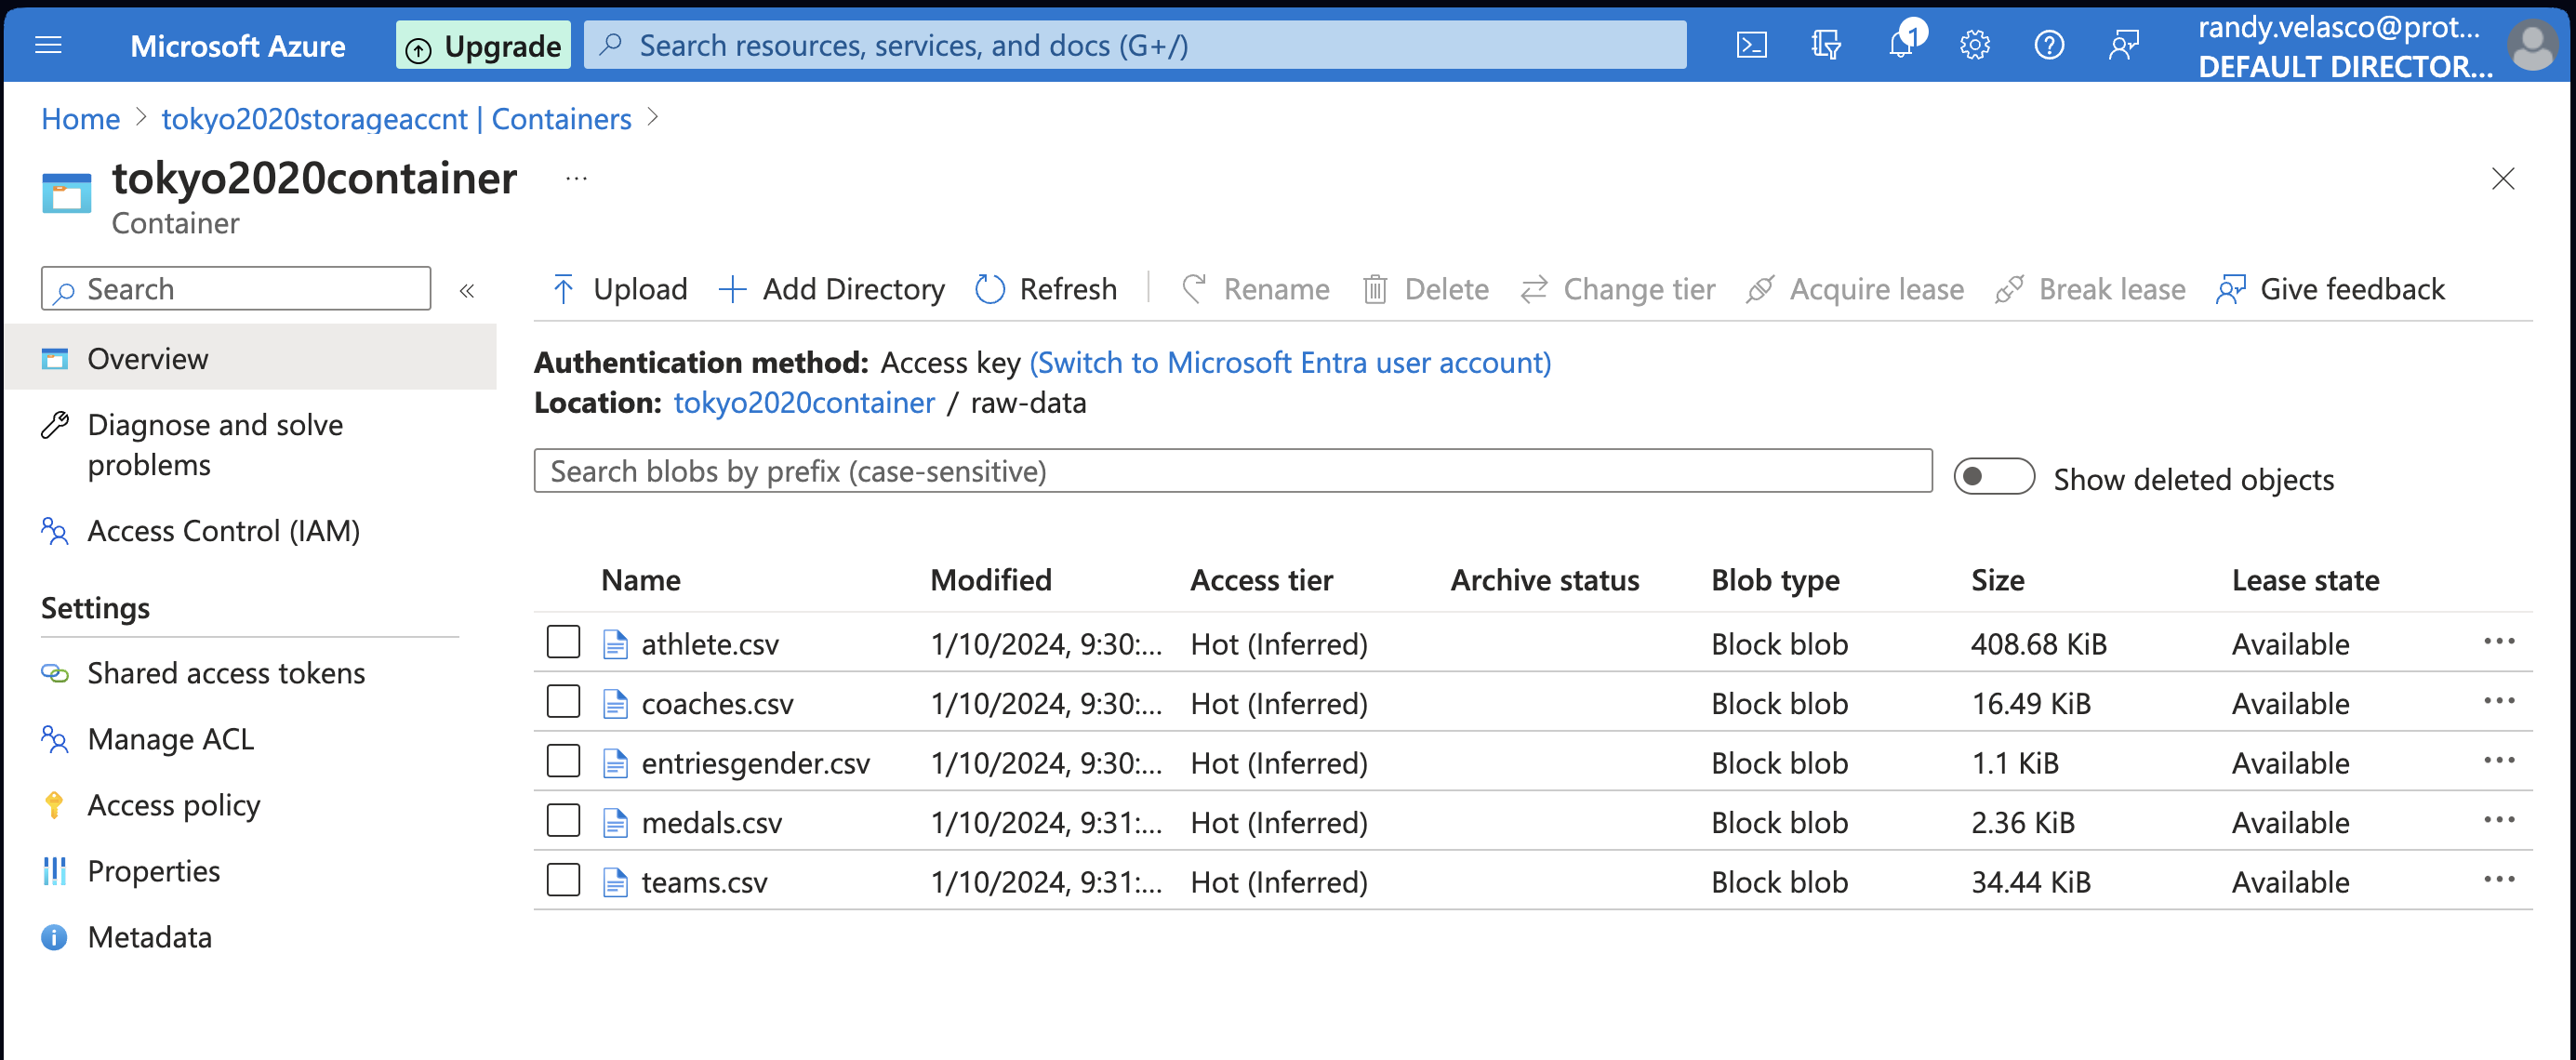 Microsoft Azure
Upgrade
Search resources, services, and docs (G+/)
1
randy.velasco@prot...
DEFAULT DIRECTOR...
Home > tokyo2020storageaccnt | Containers >
tokyo2020container ...
Container
Search «
Upload Add Directory Refresh Rename Delete Change tier Acquire lease Break lease Give feedback
Overview
Diagnose and solve
problems
Access Control (IAM)
Settings
Shared access tokens
Manage ACL
Access policy
Properties
Metadata
Authentication method: Access key (Switch to Microsoft Entra user account)
Location: tokyo2020container / raw-data
Search blobs by prefix (case-sensitive)
Show deleted objects
Name Modified Access tier Archive status Blob type Size Lease state
athlete.csv 1/10/2024, 9:30:... Hot (Inferred) Block blob 408.68 KiB Available ...
coaches.csv 1/10/2024, 9:30:... Hot (Inferred) Block blob 16.49 KiB Available ...
entriesgender.csv 1/10/2024, 9:30:... Hot (Inferred) Block blob 1.1 KiB Available ...
medals.csv 1/10/2024, 9:31:... Hot (Inferred) Block blob 2.36 KiB Available ...
teams.csv 1/10/2024, 9:31:... Hot (Inferred) Block blob 34.44 KiB Available ...